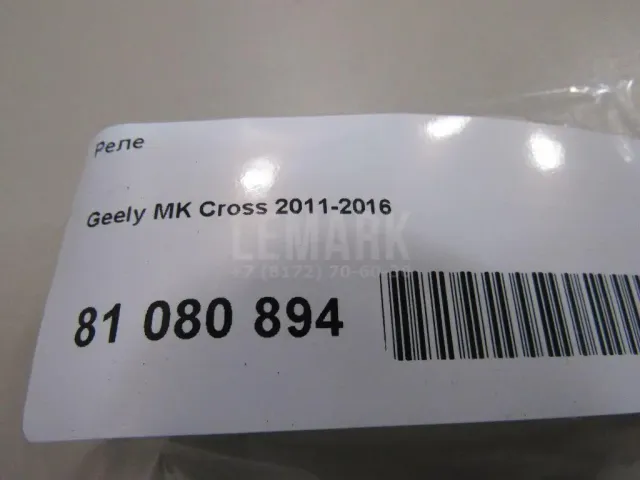 Реле
Geely MK Cross 2011-2016
LEMARK
81 080 894